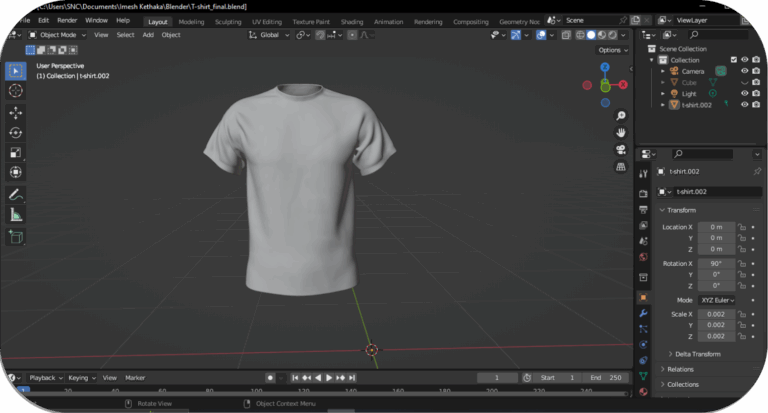 [C:\Users\SNC\Documents\Imesh Kethaka\Blender\T-shirt_final.blend]
File Edit Render Window Help Layout Modeling Sculpting UV Editing Texture Paint Shading Animation Rendering Compositing Geometry Noc Scene ViewLayer
Object Mode View Select Add Object Global
Options
User Perspective
(1) Collection | t-shirt.002
Z
X
Scene Collection
Collection
Camera
Cube
Light
t-shirt.002
t-shirt.002
t-shirt.002
Transform
Location X 0 m
Y 0 m
Z 0 m
Rotation X 90°
Y 0°
Z 0°
Mode XYZ Euler
Scale X 0.002
Y 0.002
Z 0.002
Delta Transform
Relations
Collections
Playback Keying View Marker 1 Start 1 End 250
Rotate View Object Context Menu